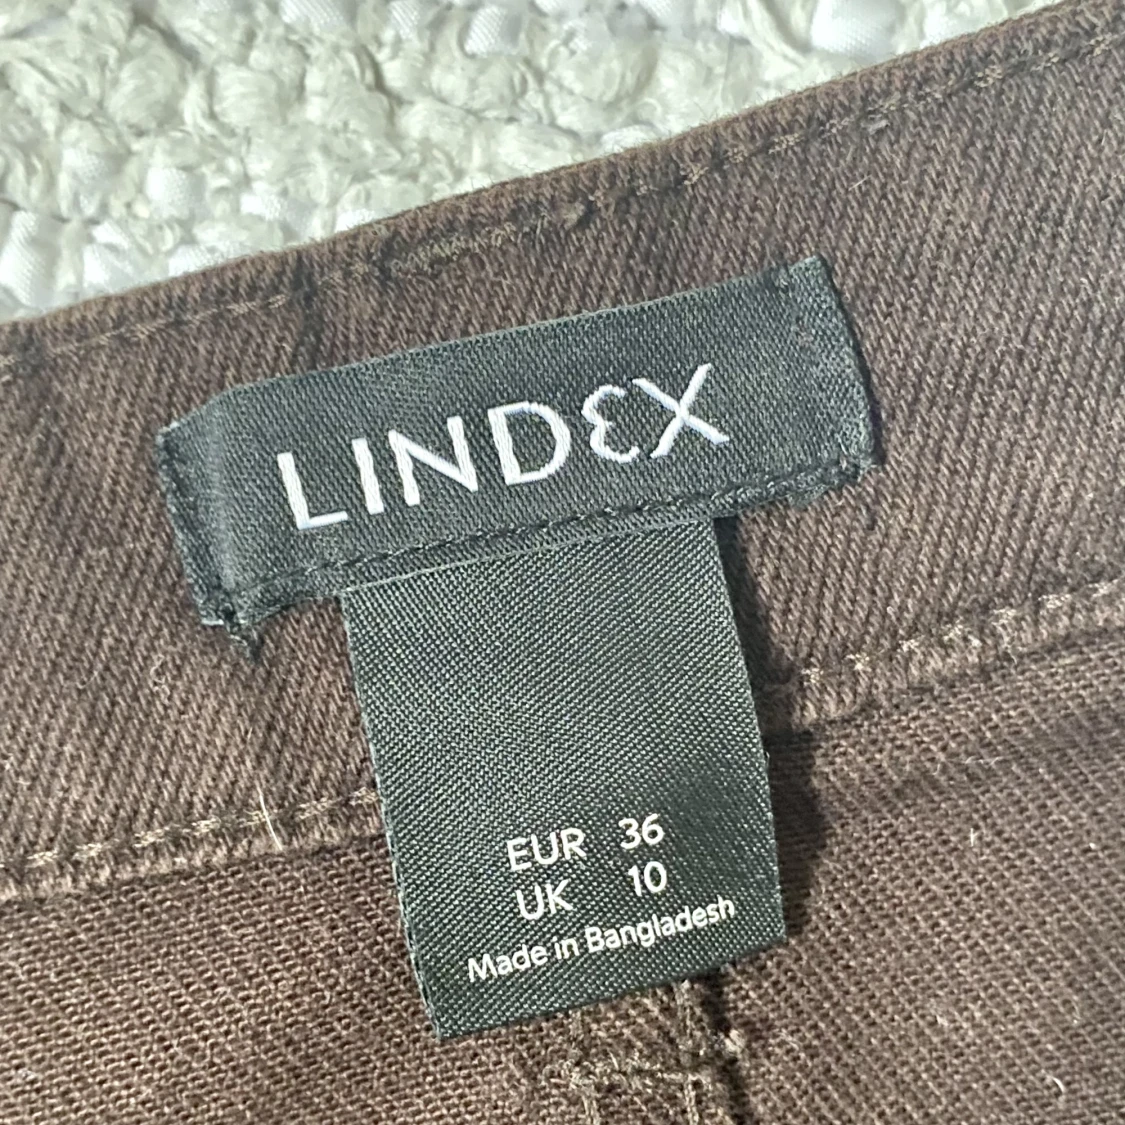 LINDEX
EUR 36
UK 10
Made in Bangladesh